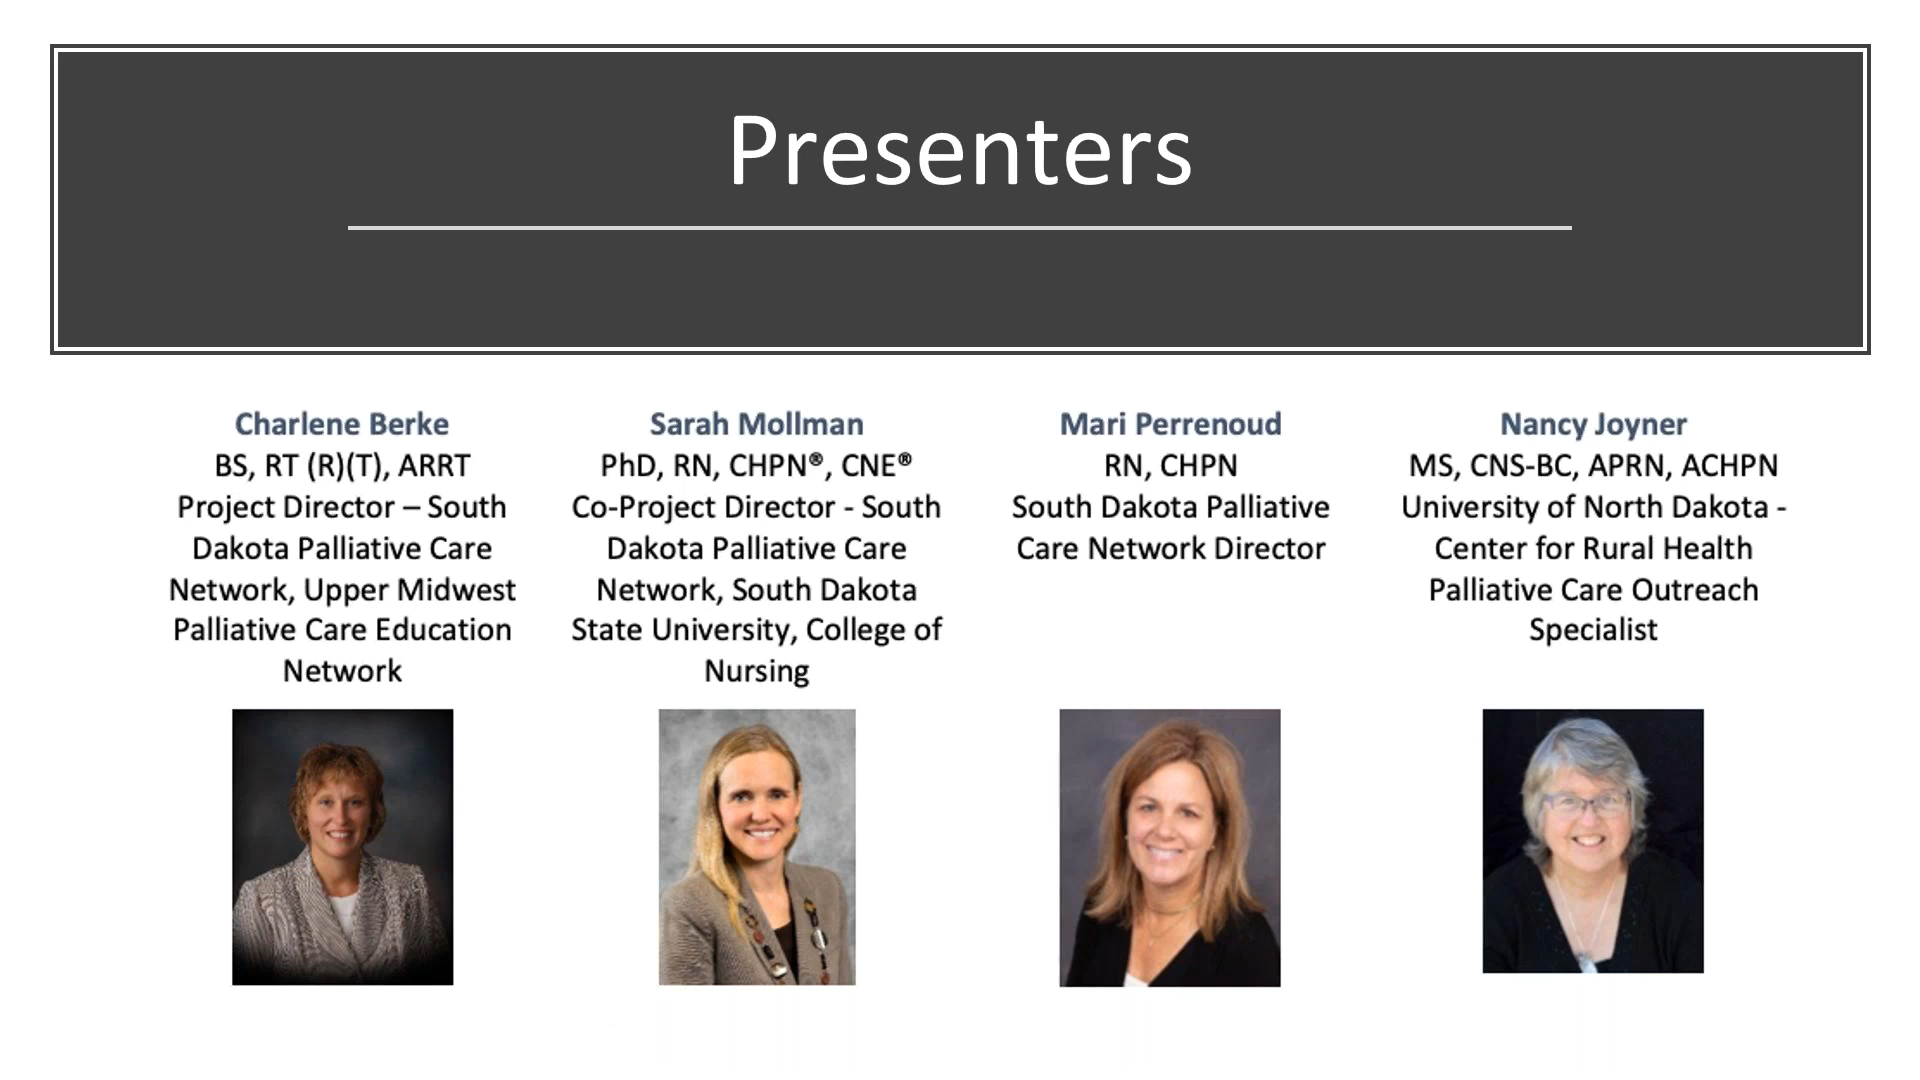 Presenters
Charlene Berke
BS, RT (R)(T), ARRT
Project Director – South
Dakota Palliative Care
Network, Upper Midwest
Palliative Care Education
Network
Sarah Mollman
PhD, RN, CHPN®, CNE®
Co-Project Director - South
Dakota Palliative Care
Network, South Dakota
State University, College of
Nursing
Mari Perrenoud
RN, CHPN
South Dakota Palliative
Care Network Director
Nancy Joyner
MS, CNS-BC, APRN, ACHPN
University of North Dakota -
Center for Rural Health
Palliative Care Outreach
Specialist